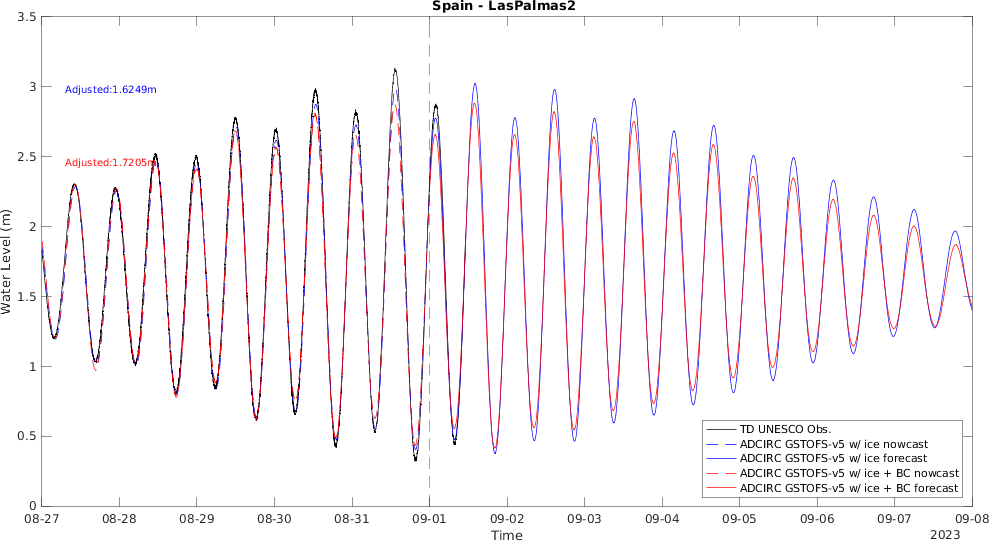 Spain - LasPalmas2
3.5
3
2.5
2
1.5
1
0.5
0
Water Level (m)
Adjusted:1.6249m
Adjusted:1.7205m
TD UNESCO Obs.
ADCIRC GSTOFS-v5 w/ ice nowcast
ADCIRC GSTOFS-v5 w/ ice forecast
ADCIRC GSTOFS-v5 w/ ice + BC nowcast
ADCIRC GSTOFS-v5 w/ ice + BC forecast
08-27 08-28 08-29 08-30 08-31 09-01 09-02 09-03 09-04 09-05 09-06 09-07 09-08
Time
2023